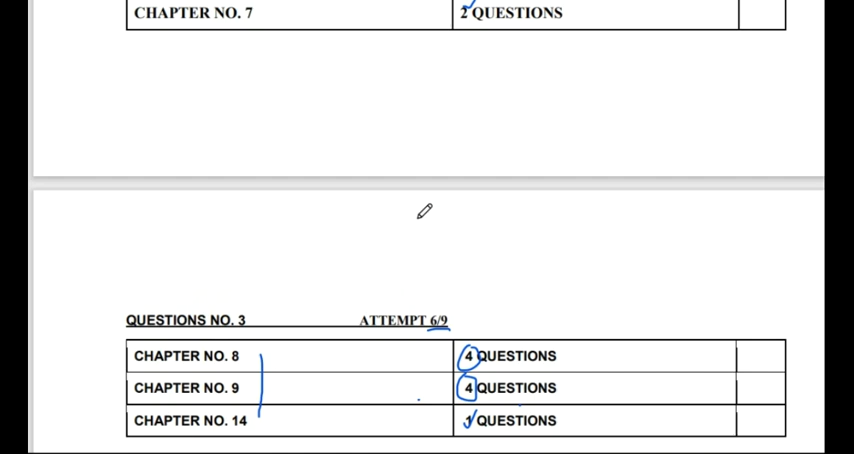 CHAPTER NO. 7 2 QUESTIONS
QUESTIONS NO. 3 ATTEMPT 6/9
CHAPTER NO. 8 4 QUESTIONS
CHAPTER NO. 9 4 QUESTIONS
CHAPTER NO. 14 1 QUESTIONS